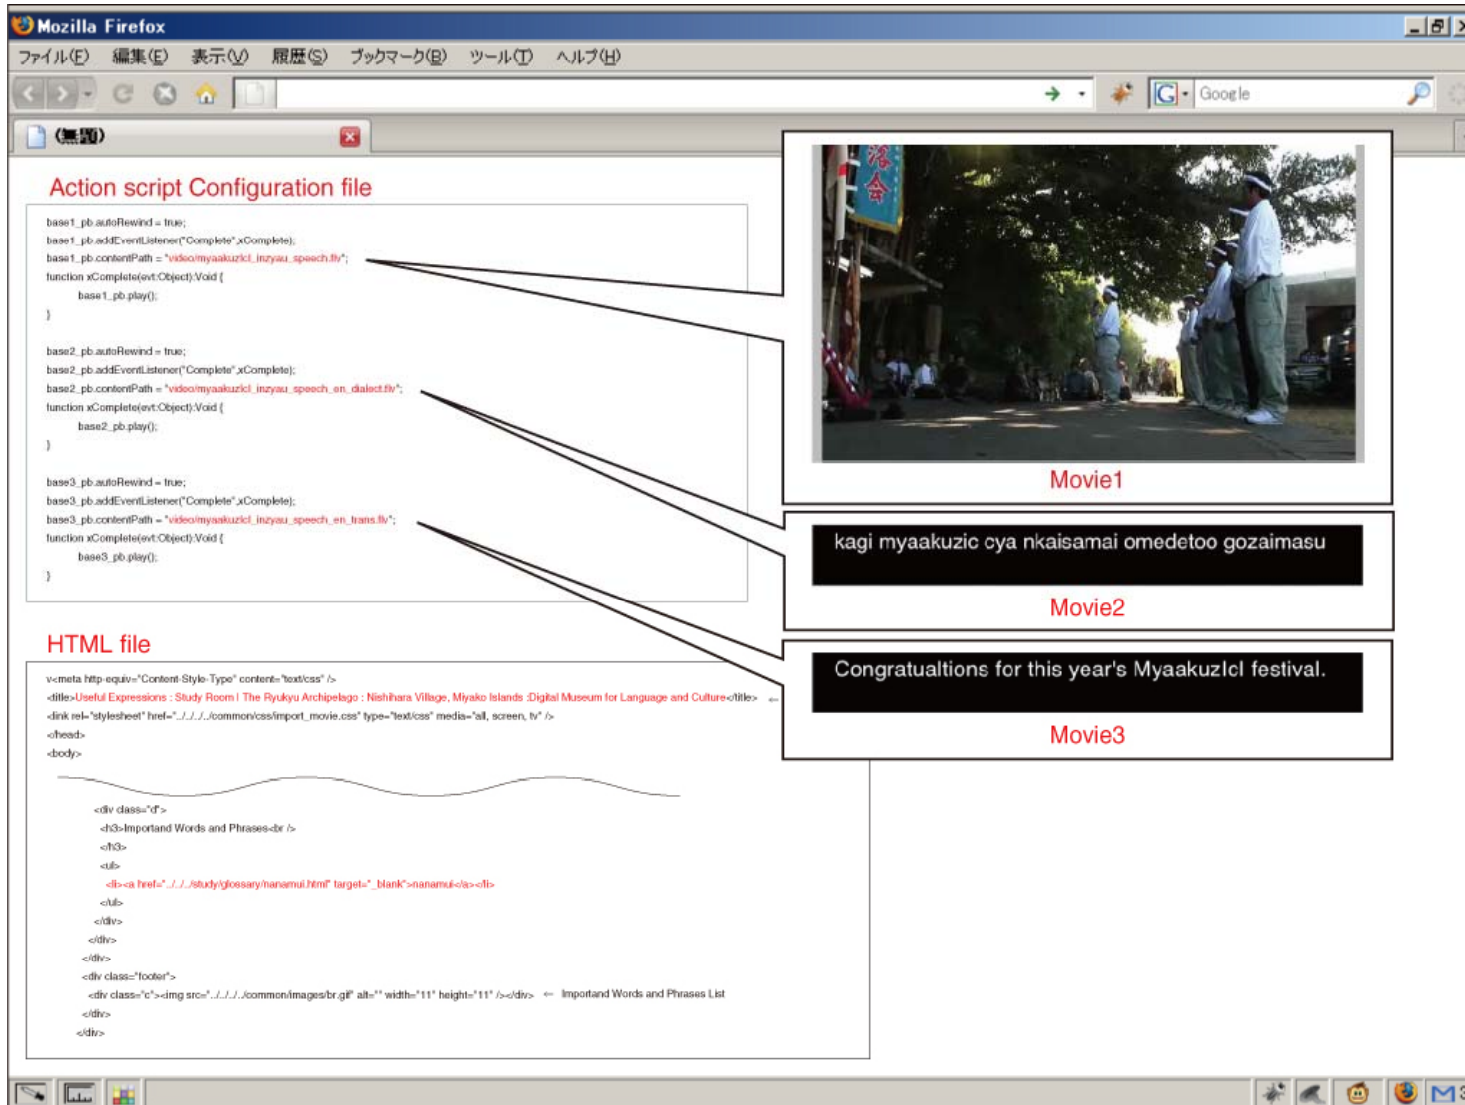 Mozilla Firefox
ファイル(F) 編集(E) 表示(V) 履歴(S) ブックマーク(B) ツール(T) ヘルプ(H)
G Google
(無題)
Action script Configuration file
base1_pb.autoRewind = true;
base1_pb.addEventListener("Complete",xComplete);
base1_pb.contentPath = "video/myaakuzIcI_inzyau_speech.flv";
function xComplete(evt:Object):Void {
base1_pb.play();
}
base2_pb.autoRewind = true;
base2_pb.addEventListener("Complete",xComplete);
base2_pb.contentPath = "video/myaakuzIcI_inzyau_speech_en_dialect.flv";
function xComplete(evt:Object):Void {
base2_pb.play();
}
base3_pb.autoRewind = true;
base3_pb.addEventListener("Complete",xComplete);
base3_pb.contentPath = "video/myaakuzIcI_inzyau_speech_en_trans.flv";
function xComplete(evt:Object):Void {
base3_pb.play();
}
落会
Movie1
kagi myaakuzic cya nkaisamai omedetoo gozaimasu
Movie2
Congratualtions for this year's MyaakuzIcI festival.
Movie3
HTML file
v<meta http-equiv="Content-Style-Type" content="text/css" />
<title>Useful Expressions : Study Room I The Ryukyu Archipelago : Nishihara Village, Miyako Islands :Digital Museum for Language and Culture</title> ←
<link rel="stylesheet" href="../../../../common/css/import_movie.css" type="text/css" media="all, screen, tv" />
</head>
<body>
<div class="d">
<h3>Importand Words and Phrases<br />
</h3>
<ul>
<li><a href="../../../study/glossary/nanamui.html" target="_blank">nanamui</a></li>
</ul>
</div>
</div>
</div>
<div class="footer">
<div class="c"><img src="../../../../common/images/br.gif" alt="" width="11" height="11" /></div> ← Importand Words and Phrases List
</div>
</div>
3